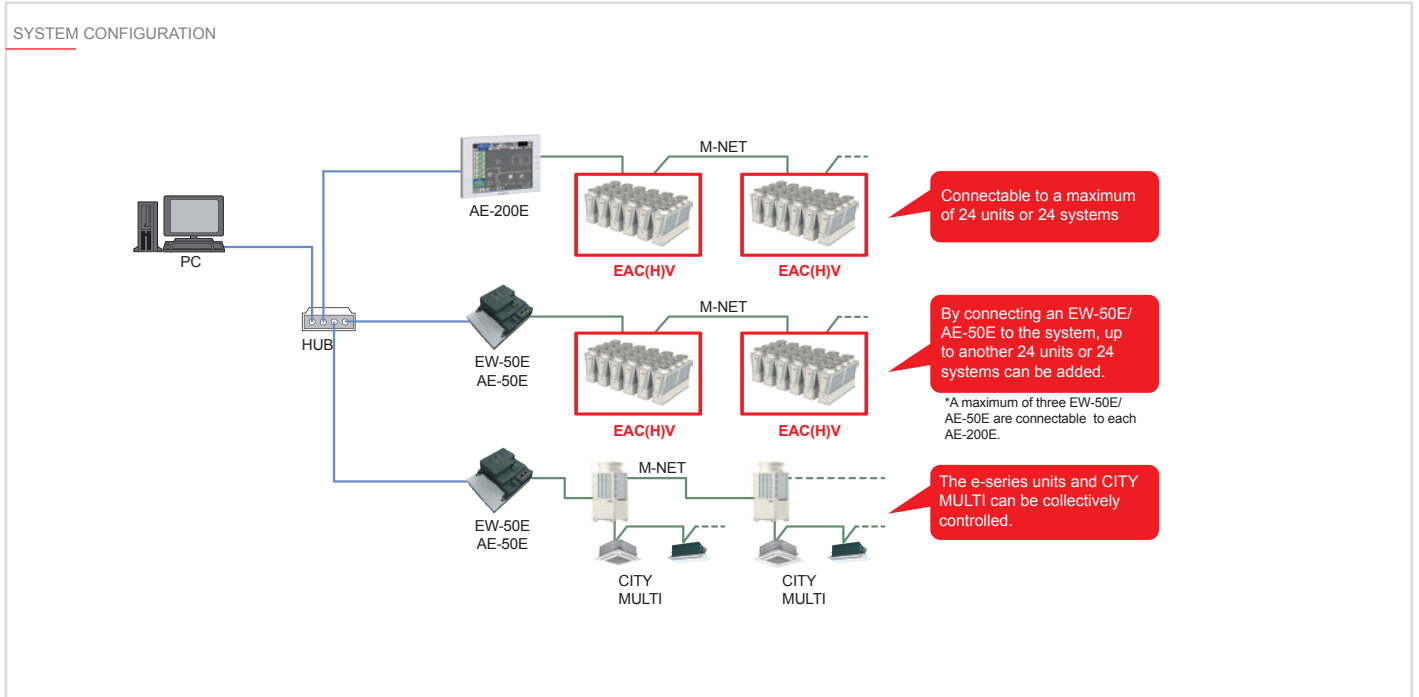 SYSTEM CONFIGURATION
M-NET
AE-200E
PC
EAC(H)V
EAC(H)V
Connectable to a maximum
of 24 units or 24 systems
M-NET
HUB
EW-50E
AE-50E
EAC(H)V
EAC(H)V
By connecting an EW-50E/
AE-50E to the system, up
to another 24 units or 24
systems can be added.
*A maximum of three EW-50E/
AE-50E are connectable to each
AE-200E.
M-NET
EW-50E
AE-50E
CITY
MULTI
CITY
MULTI
The e-series units and CITY
MULTI can be collectively
controlled.